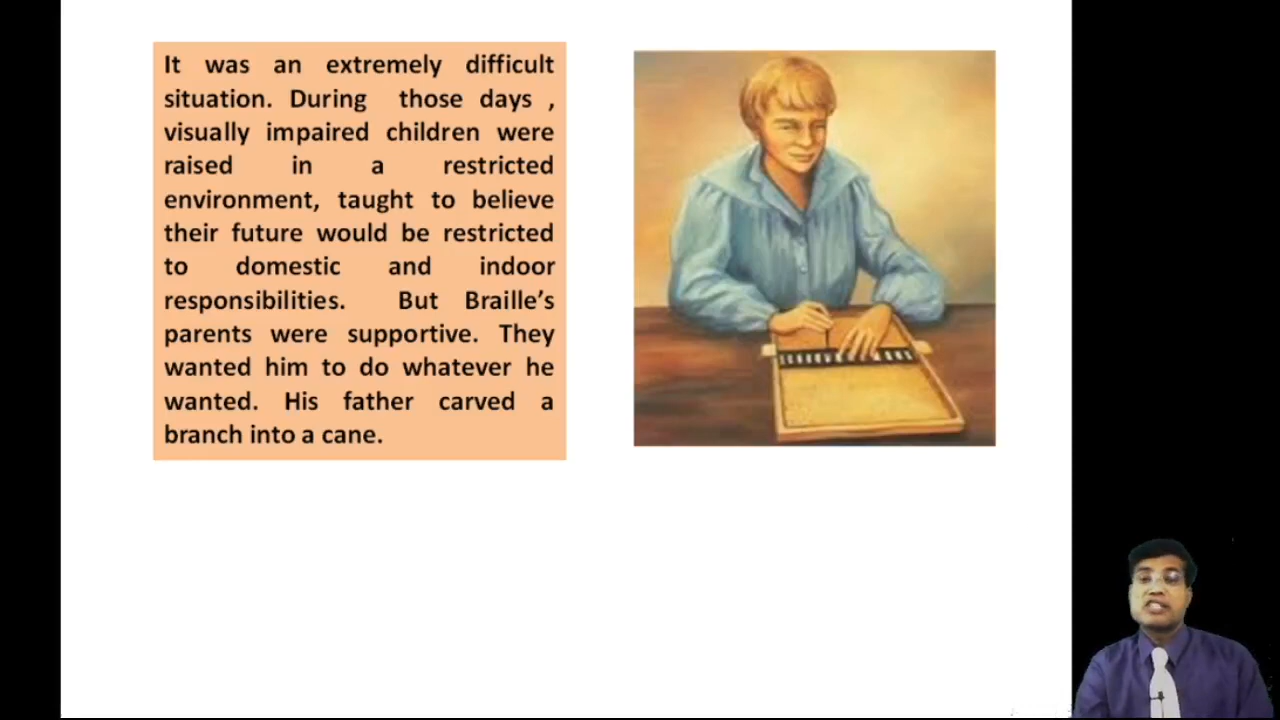 It was an extremely difficult
situation. During those days ,
visually impaired children were
raised in a restricted
environment, taught to believe
their future would be restricted
to domestic and indoor
responsibilities. But Braille’s
parents were supportive. They
wanted him to do whatever he
wanted. His father carved a
branch into a cane.